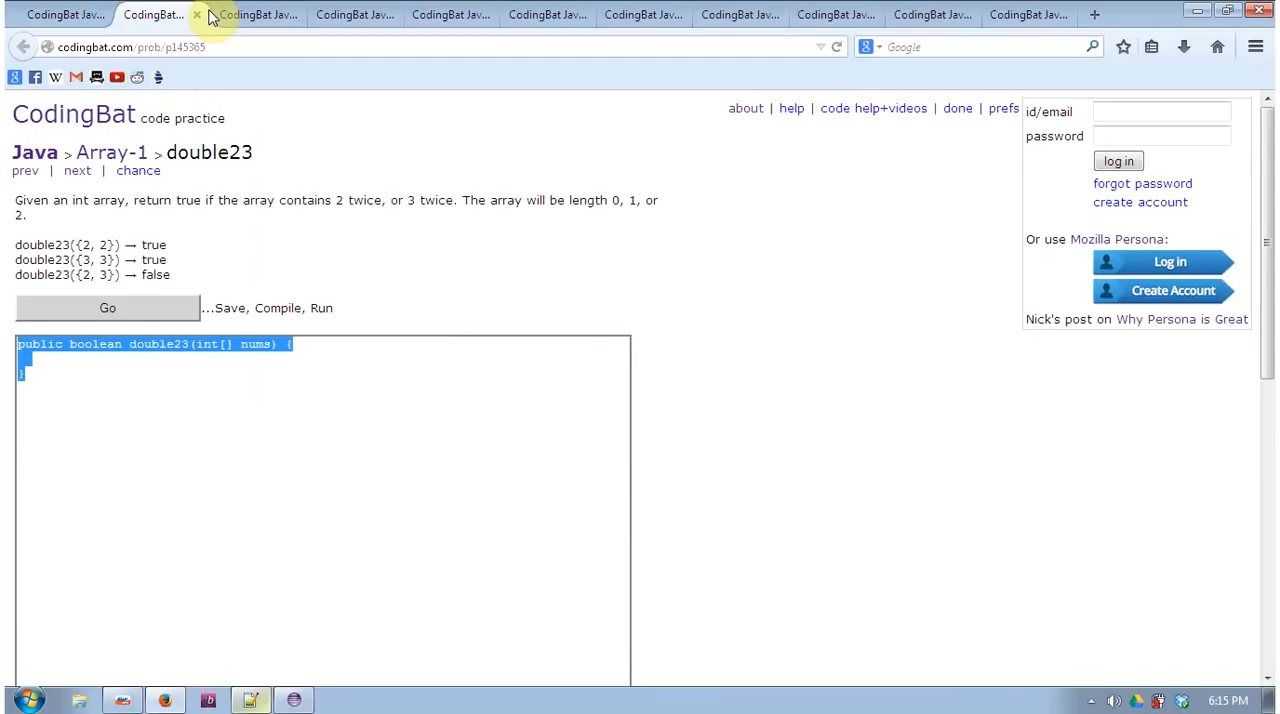 CodingBat Jav...
CodingBat...
CodingBat Jav...
CodingBat Jav...
CodingBat Jav...
CodingBat Jav...
CodingBat Jav...
CodingBat Jav...
CodingBat Jav...
CodingBat Jav...
CodingBat Jav...
codingbat.com/prob/p145365
Google
CodingBat code practice
about | help | code help+videos | done | prefs
Java > Array-1 > double23
prev | next | chance
Given an int array, return true if the array contains 2 twice, or 3 twice. The array will be length 0, 1, or
2.
double23({2, 2}) → true
double23({3, 3}) → true
double23({2, 3}) → false
Go
...Save, Compile, Run
public boolean double23(int[] nums) {
}
id/email
password
log in
forgot password
create account
Or use Mozilla Persona:
Log in
Create Account
Nick's post on Why Persona is Great
6:15 PM